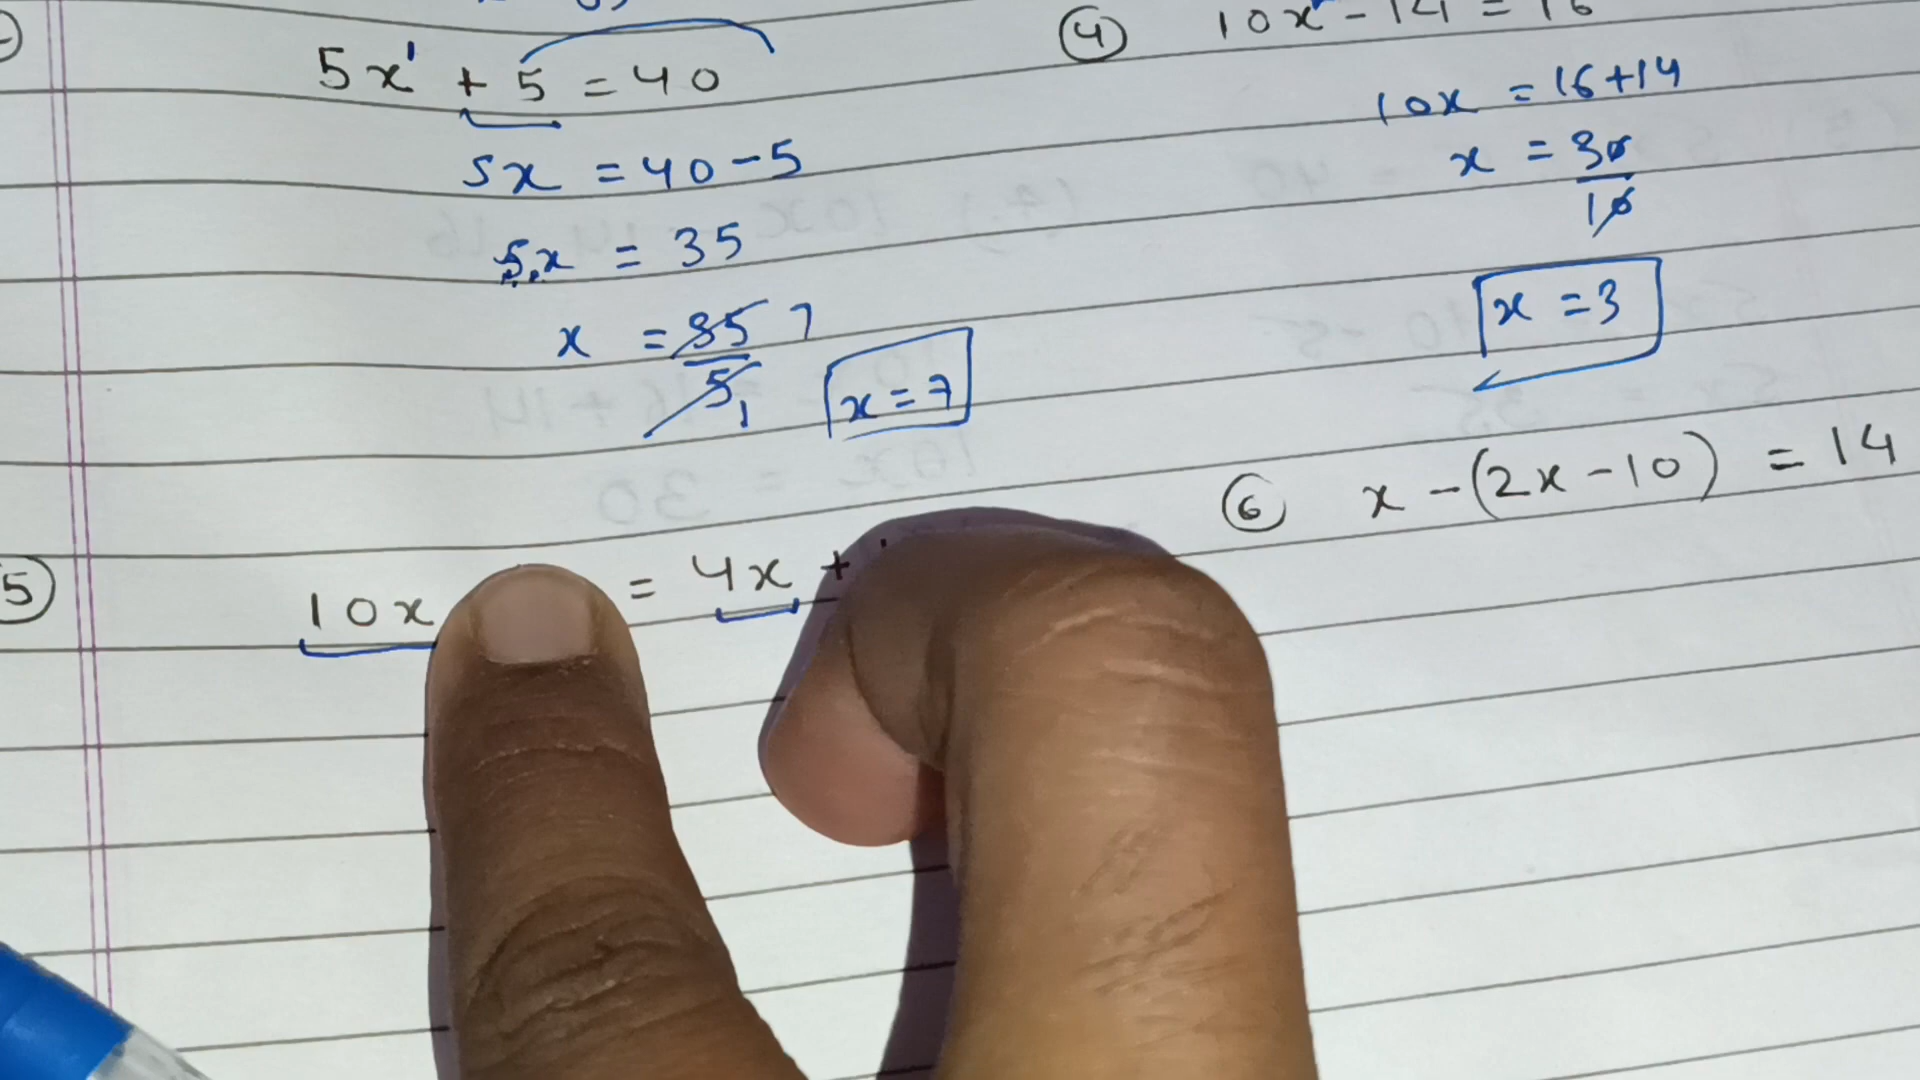 5x + 5 = 40
5x = 40-5
5x = 35
x = 35/5 7 1
x = 7
④ 10x - 14 = 16
10x = 16+14
x = 30/10
x = 3
⑤ 10x = 4x +
⑥ x - (2x - 10) = 14